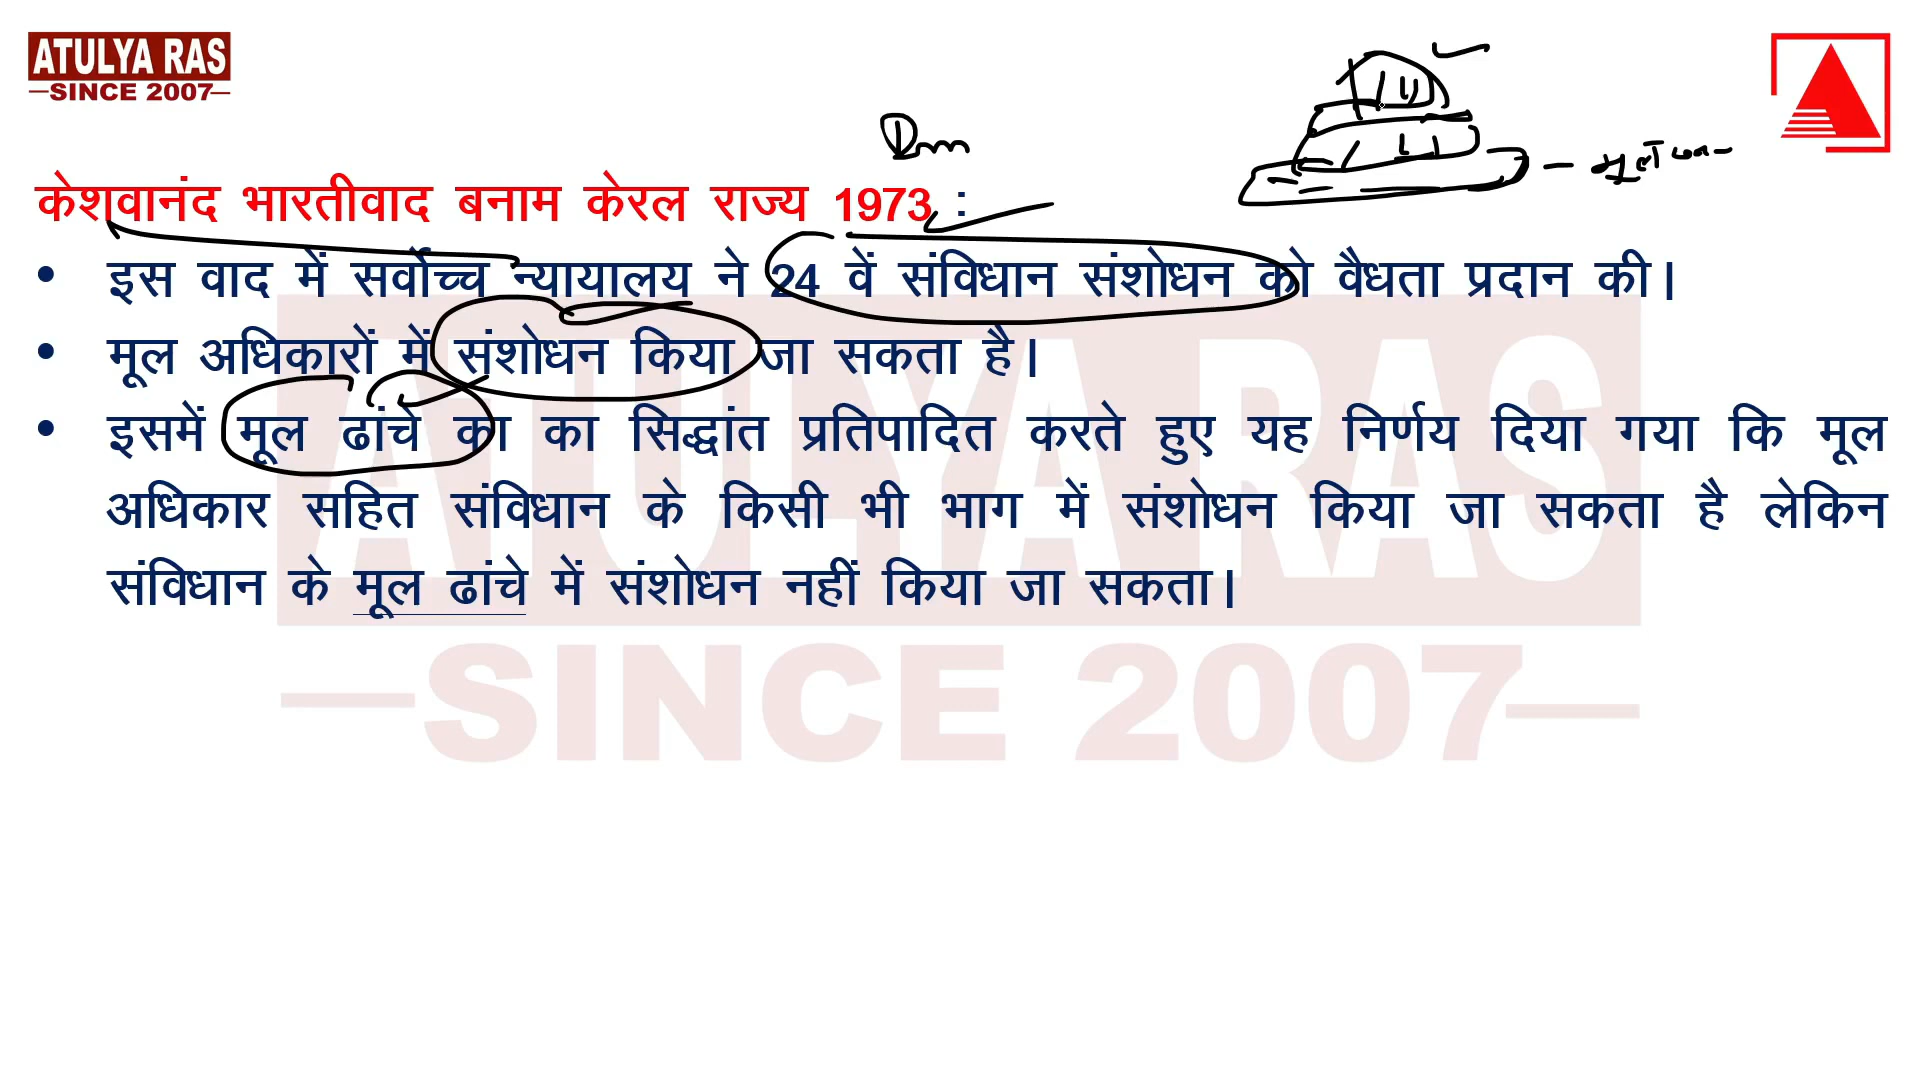 ATULYA RAS
SINCE 2007
केशवानंद भारतीवाद बनाम केरल राज्य 1973 :
• इस वाद में सर्वोच्च न्यायालय ने 24 वें संविधान संशोधन को वैधता प्रदान की।
• मूल अधिकारों में संशोधन किया जा सकता है।
• इसमें मूल ढांचे का का सिद्धांत प्रतिपादित करते हुए यह निर्णय दिया गया कि मूल
अधिकार सहित संविधान के किसी भी भाग में संशोधन किया जा सकता है लेकिन
संविधान के मूल ढांचे में संशोधन नहीं किया जा सकता।
ATULYA RAS
SINCE 2007